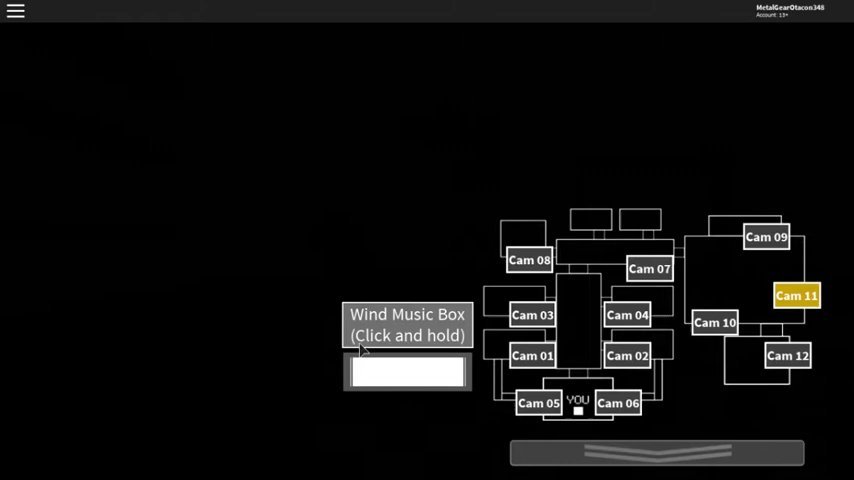 MetalGearOtacon348
Account: 13+
Cam 09
Cam 08
Cam 07
Cam 11
Wind Music Box
(Click and hold)
Cam 03
Cam 04
Cam 10
Cam 01
Cam 02
Cam 12
Cam 05
YOU
Cam 06